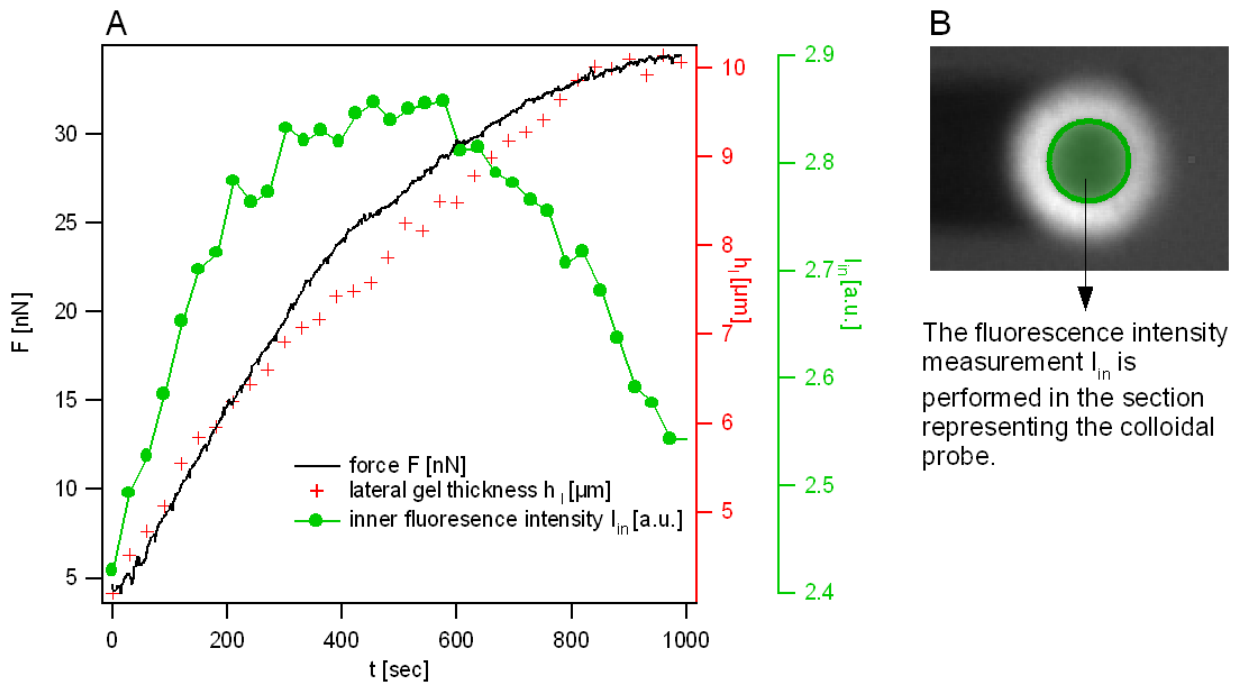 A
B
30
25
20
15
10
5
F [nN]
0
200
400
600
800
1000
t [sec]
10
9
8
7
6
5
h_l [µm]
2.9
2.8
2.7
2.6
2.5
2.4
I_in [a.u.]
force F [nN]
lateral gel thickness h_l [µm]
inner fluoresence intensity I_in [a.u.]
The fluorescence intensity
measurement I_in is
performed in the section
representing the colloidal
probe.